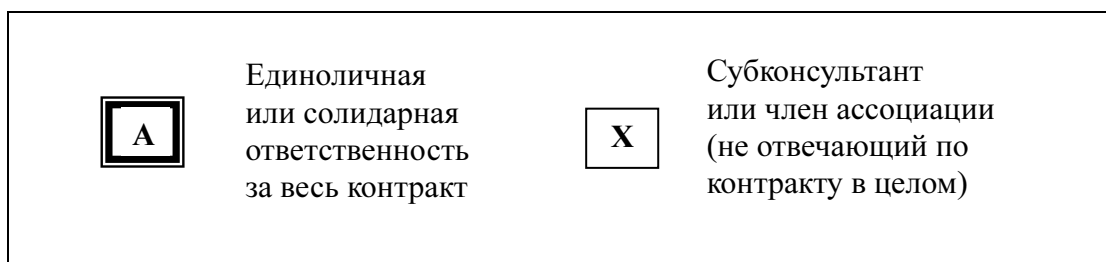 А
Единоличная
или солидарная
ответственность
за весь контракт
Х
Субконсультант
или член ассоциации
(не отвечающий по
контракту в целом)